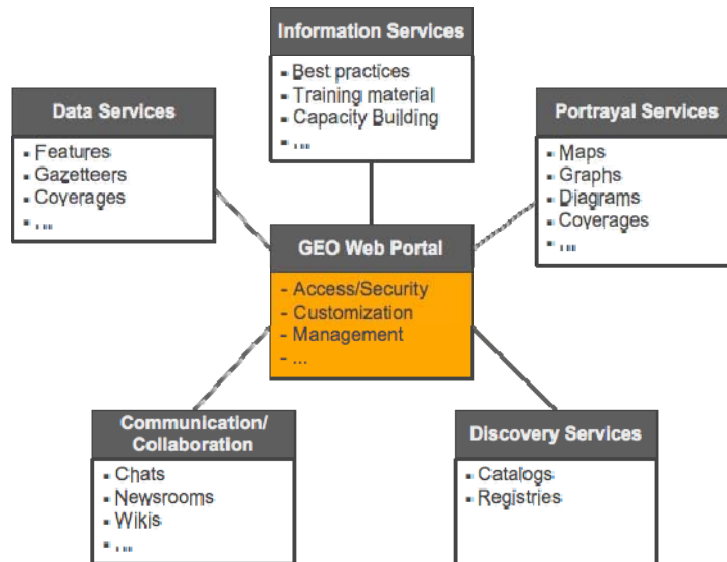 Information Services
▪ Best practices
▪ Training material
▪ Capacity Building
▪ ...
Data Services
▪ Features
▪ Gazetteers
▪ Coverages
▪ ...
Portrayal Services
▪ Maps
▪ Graphs
▪ Diagrams
▪ Coverages
▪ ...
GEO Web Portal
- Access/Security
- Customization
- Management
- ...
Communication/
Collaboration
▪ Chats
▪ Newsrooms
▪ Wikis
▪ ...
Discovery Services
▪ Catalogs
▪ Registries